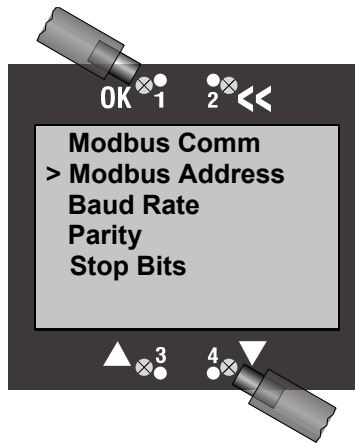 OK 1 2 <<
Modbus Comm
> Modbus Address
Baud Rate
Parity
Stop Bits
3 4